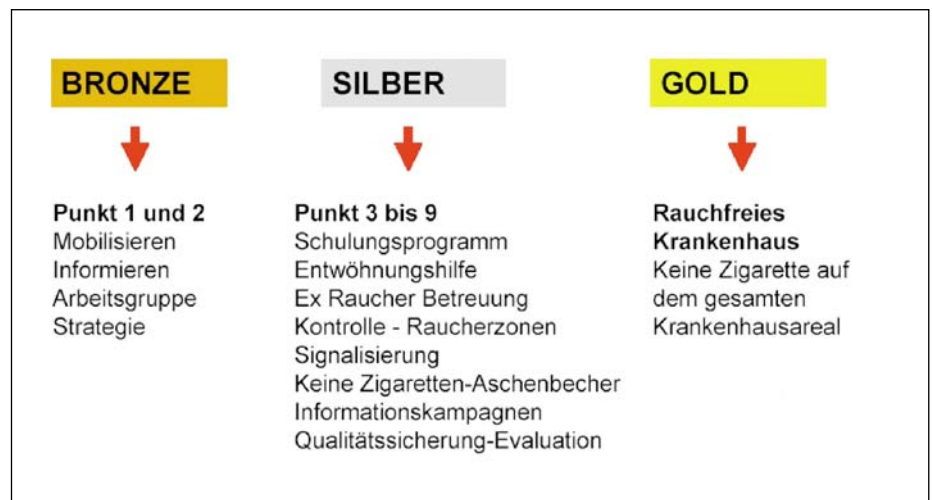 BRONZE
Punkt 1 und 2
Mobilisieren
Informieren
Arbeitsgruppe
Strategie
SILBER
Punkt 3 bis 9
Schulungsprogramm
Entwöhnungshilfe
Ex Raucher Betreuung
Kontrolle - Raucherzonen
Signalisierung
Keine Zigaretten-Aschenbecher
Informationskampagnen
Qualitätssicherung-Evaluation
GOLD
Rauchfreies
Krankenhaus
Keine Zigarette auf
dem gesamten
Krankenhausareal